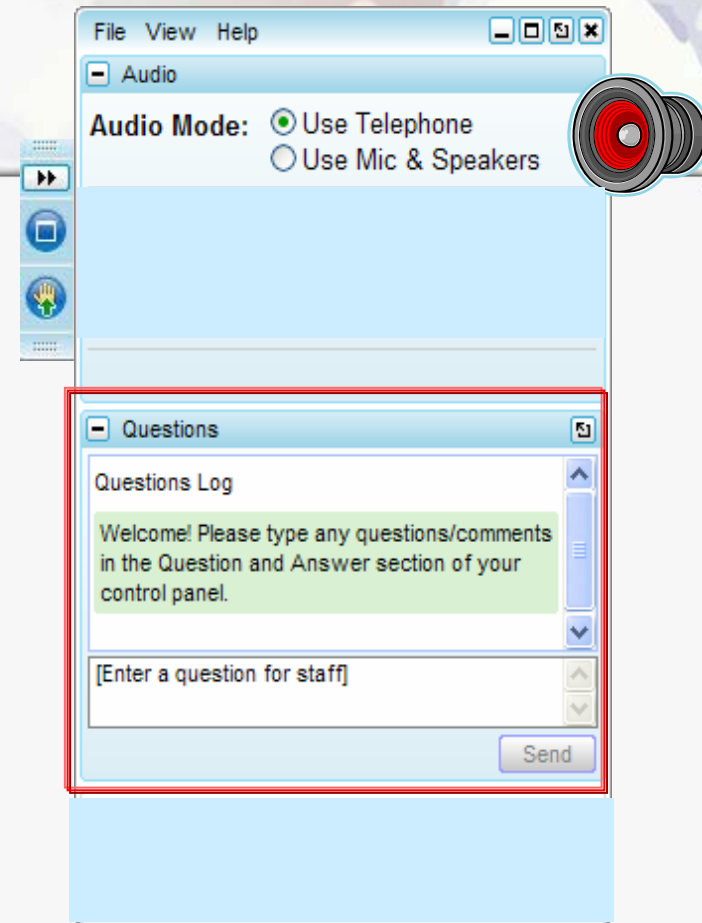 File View Help
Audio
Audio Mode: Use Telephone
Use Mic & Speakers
Questions
Questions Log
Welcome! Please type any questions/comments
in the Question and Answer section of your
control panel.
[Enter a question for staff]
Send